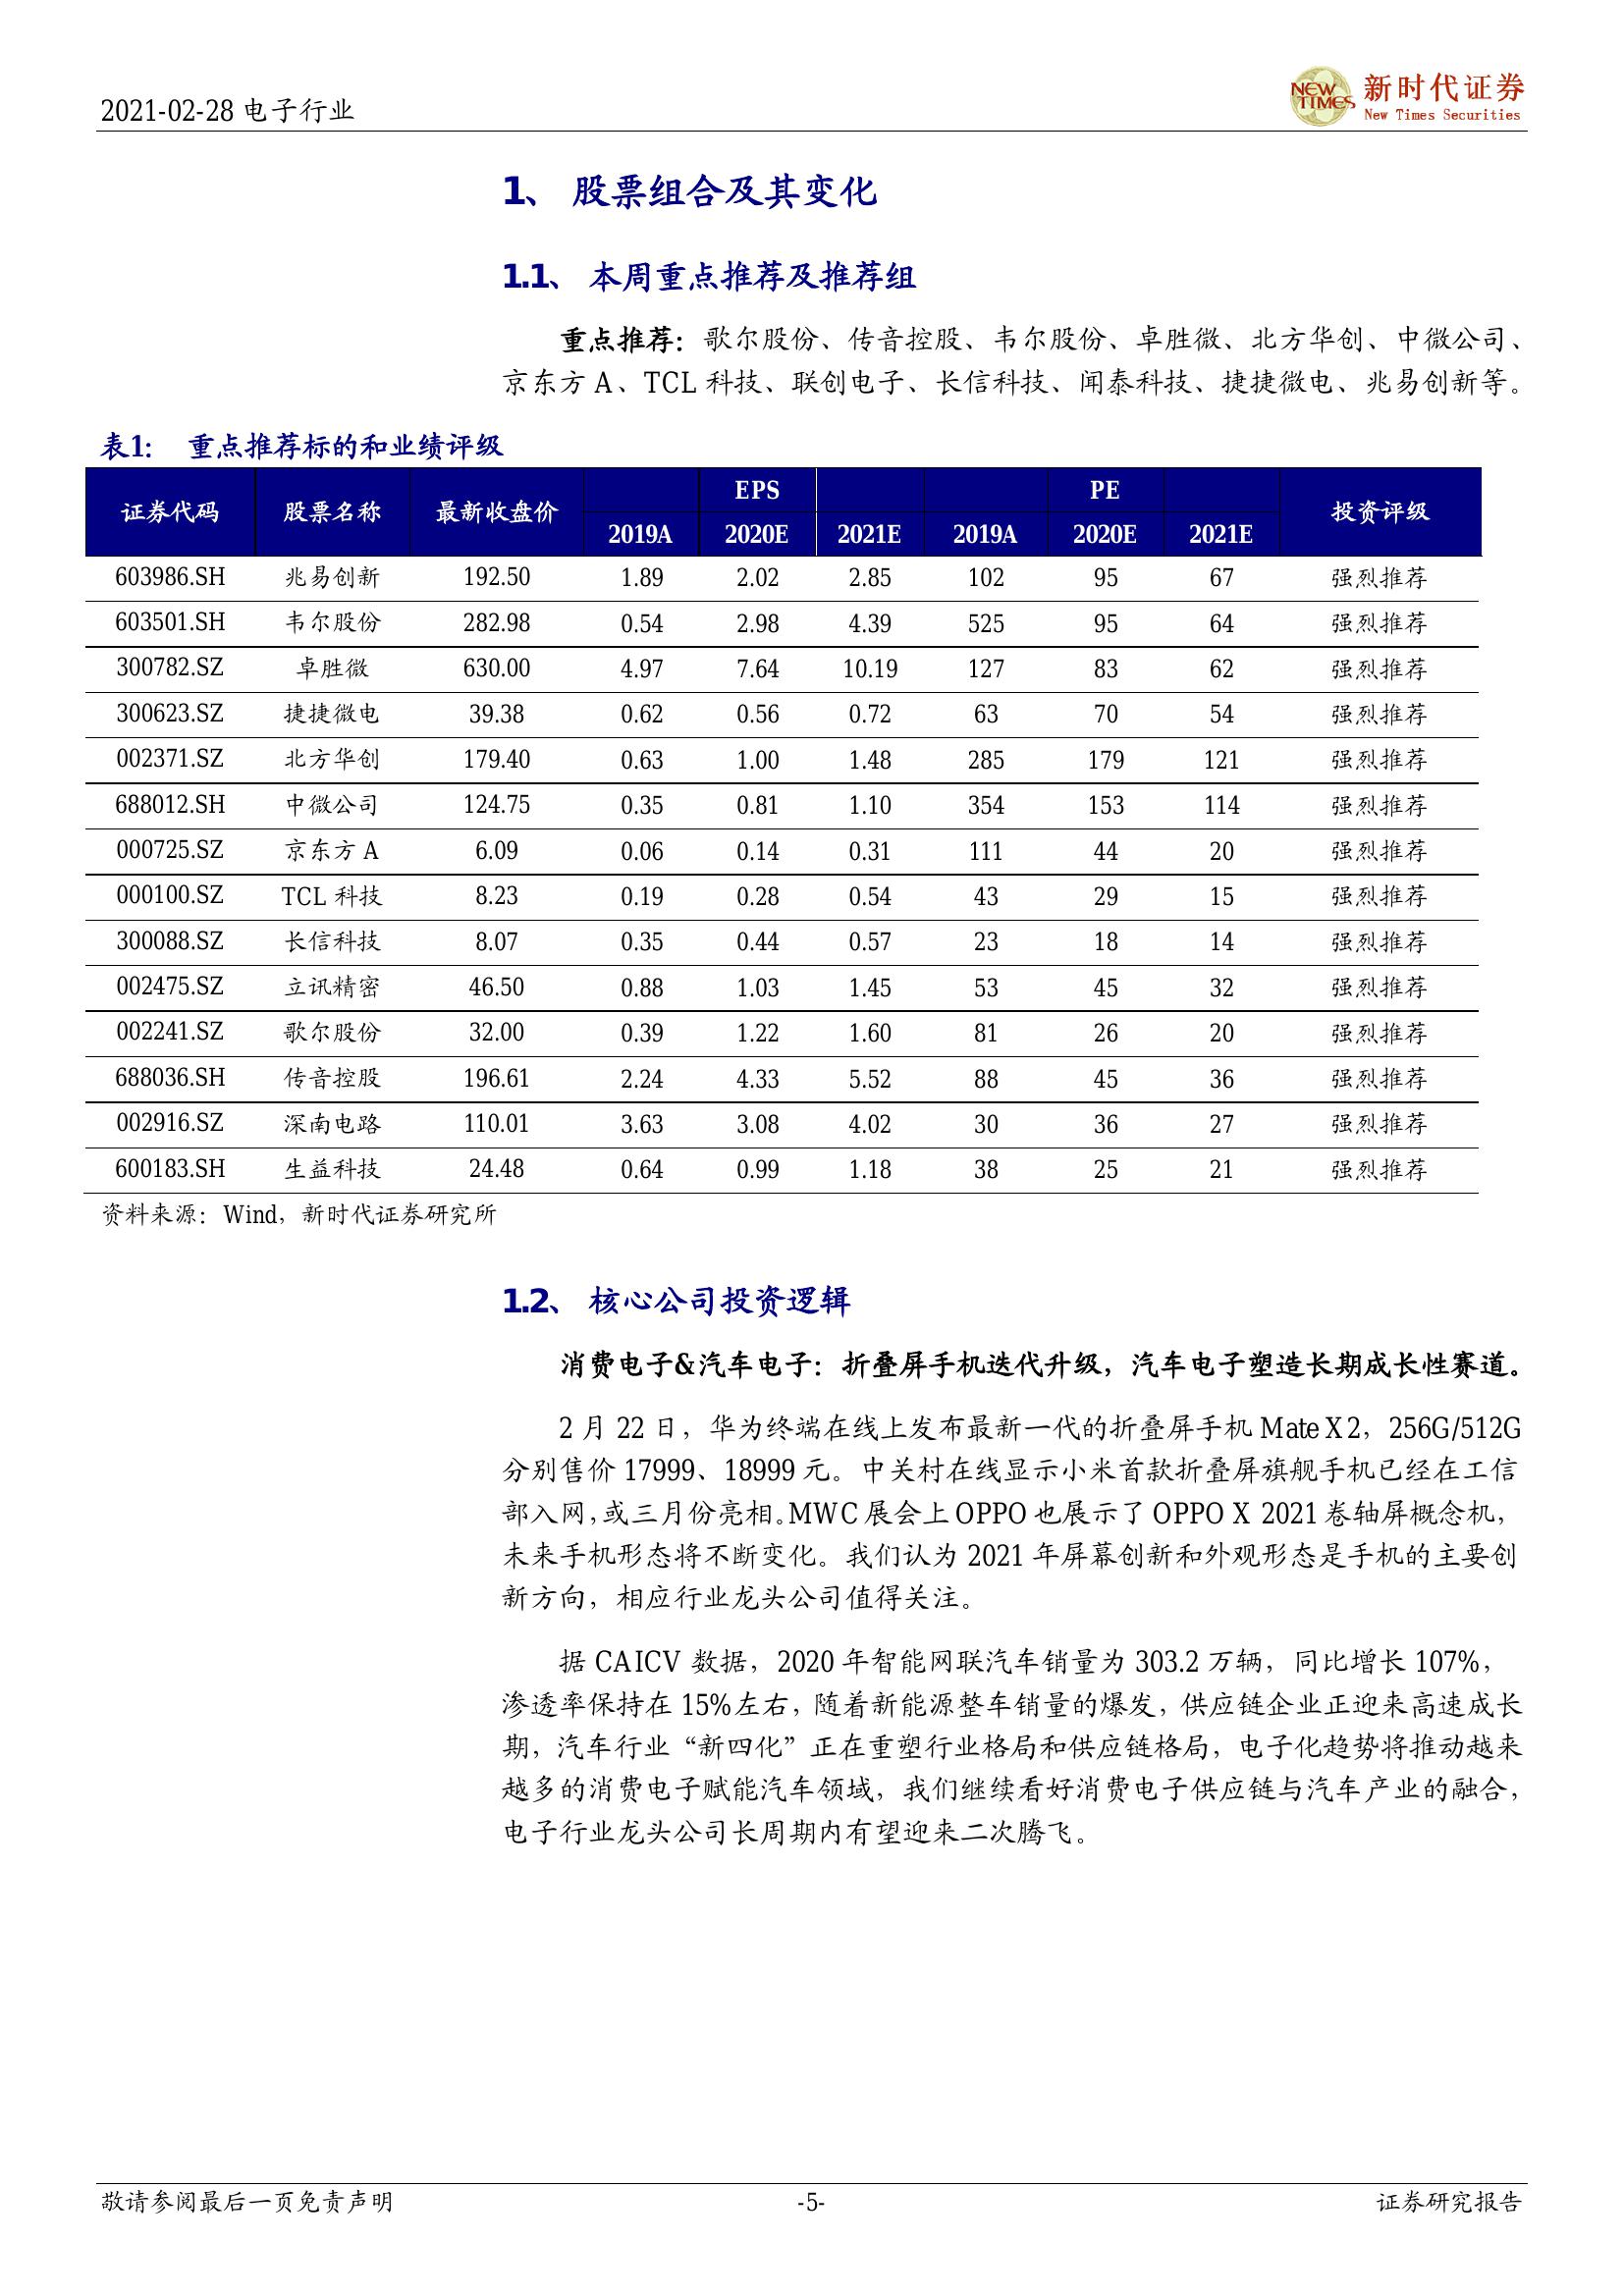 2021-02-28 电子行业
NEW TIMES 新时代证券
New Times Securities
1、 股票组合及其变化
1.1、 本周重点推荐及推荐组
重点推荐：歌尔股份、传音控股、韦尔股份、卓胜微、北方华创、中微公司、
京东方 A、TCL 科技、联创电子、长信科技、闻泰科技、捷捷微电、兆易创新等。
表1： 重点推荐标的和业绩评级
证券代码 股票名称 最新收盘价 EPS PE 投资评级
2019A 2020E 2021E 2019A 2020E 2021E
603986.SH 兆易创新 192.50 1.89 2.02 2.85 102 95 67 强烈推荐
603501.SH 韦尔股份 282.98 0.54 2.98 4.39 525 95 64 强烈推荐
300782.SZ 卓胜微 630.00 4.97 7.64 10.19 127 83 62 强烈推荐
300623.SZ 捷捷微电 39.38 0.62 0.56 0.72 63 70 54 强烈推荐
002371.SZ 北方华创 179.40 0.63 1.00 1.48 285 179 121 强烈推荐
688012.SH 中微公司 124.75 0.35 0.81 1.10 354 153 114 强烈推荐
000725.SZ 京东方 A 6.09 0.06 0.14 0.31 111 44 20 强烈推荐
000100.SZ TCL 科技 8.23 0.19 0.28 0.54 43 29 15 强烈推荐
300088.SZ 长信科技 8.07 0.35 0.44 0.57 23 18 14 强烈推荐
002475.SZ 立讯精密 46.50 0.88 1.03 1.45 53 45 32 强烈推荐
002241.SZ 歌尔股份 32.00 0.39 1.22 1.60 81 26 20 强烈推荐
688036.SH 传音控股 196.61 2.24 4.33 5.52 88 45 36 强烈推荐
002916.SZ 深南电路 110.01 3.63 3.08 4.02 30 36 27 强烈推荐
600183.SH 生益科技 24.48 0.64 0.99 1.18 38 25 21 强烈推荐
资料来源：Wind，新时代证券研究所
1.2、 核心公司投资逻辑
消费电子&汽车电子：折叠屏手机迭代升级，汽车电子塑造长期成长性赛道。
2 月 22 日，华为终端在线上发布最新一代的折叠屏手机 Mate X2，256G/512G
分别售价 17999、18999 元。中关村在线显示小米首款折叠屏旗舰手机已经在工信
部入网，或三月份亮相。MWC 展会上 OPPO 也展示了 OPPO X 2021 卷轴屏概念机，
未来手机形态将不断变化。我们认为 2021 年屏幕创新和外观形态是手机的主要创
新方向，相应行业龙头公司值得关注。
据 CAICV 数据，2020 年智能网联汽车销量为 303.2 万辆，同比增长 107%，
渗透率保持在 15%左右，随着新能源整车销量的爆发，供应链企业正迎来高速成长
期，汽车行业“新四化”正在重塑行业格局和供应链格局，电子化趋势将推动越来
越多的消费电子赋能汽车领域，我们继续看好消费电子供应链与汽车产业的融合，
电子行业龙头公司长周期内有望迎来二次腾飞。
敬请参阅最后一页免责声明 -5- 证券研究报告